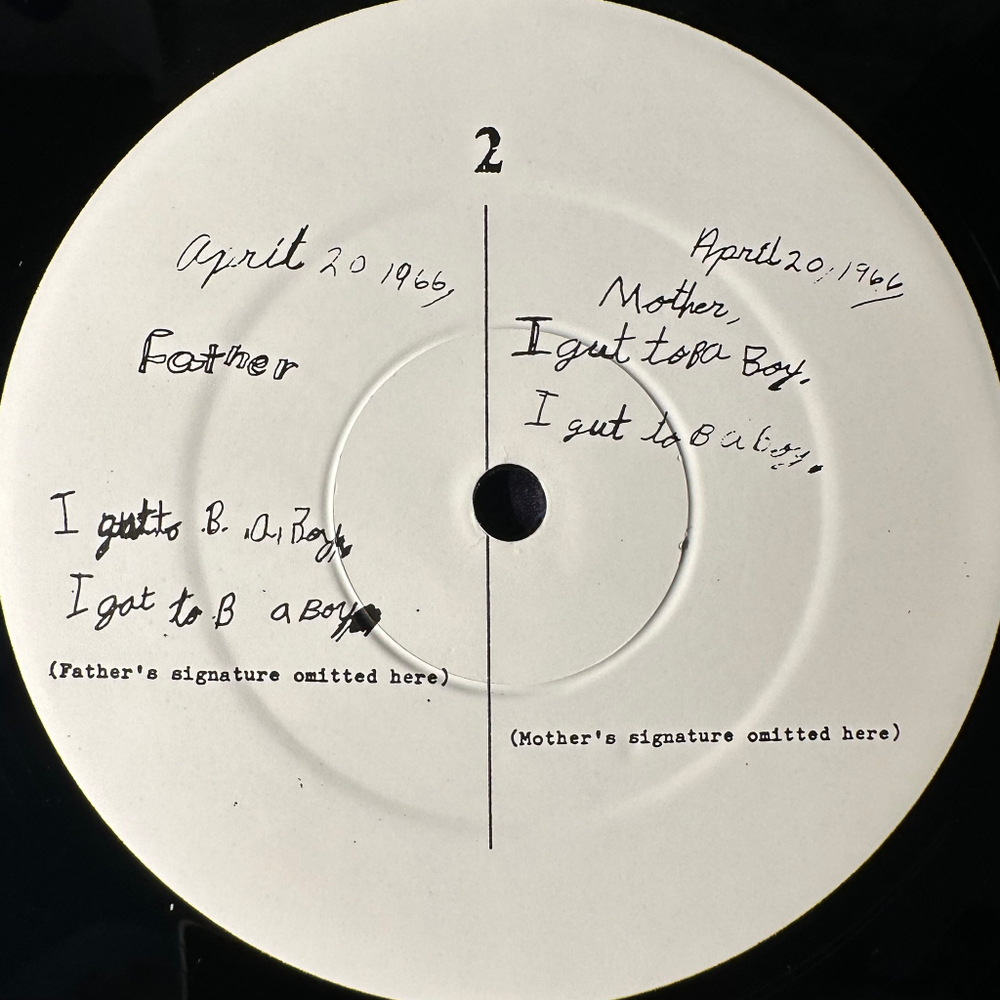 2
April 20 1966,
Father
I gutto B. a, Boy,
I got to B a Boy
(Father's signature omitted here)
April 20, 1966
Mother,
I gut to Ba Boy.
I gut to B a boy.
(Mother's signature omitted here)